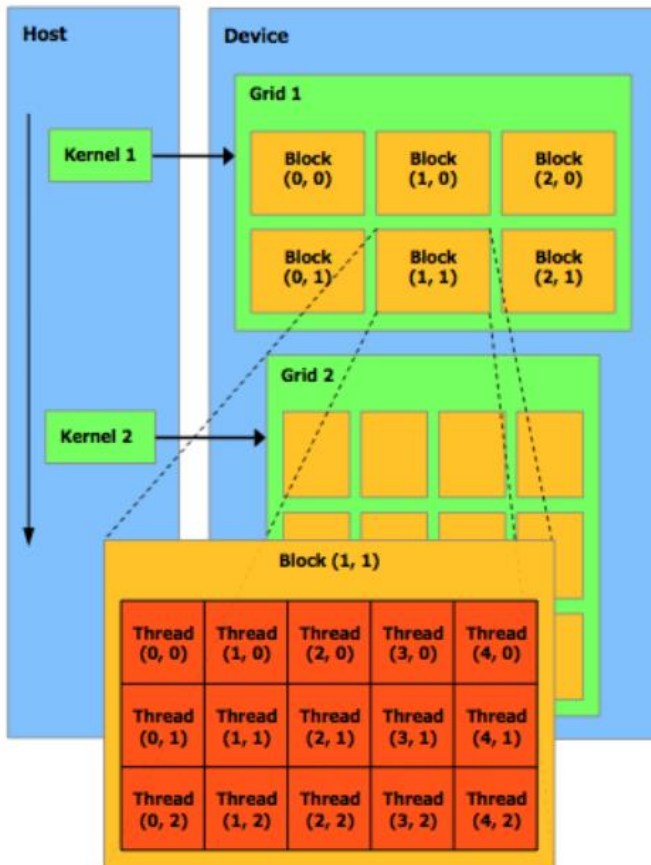 Host
Device
Grid 1
Kernel 1
Block Block Block
(0, 0) (1, 0) (2, 0)
Block Block Block
(0, 1) (1, 1) (2, 1)
Grid 2
Kernel 2
Block (1, 1)
Thread Thread Thread Thread Thread
(0, 0) (1, 0) (2, 0) (3, 0) (4, 0)
Thread Thread Thread Thread Thread
(0, 1) (1, 1) (2, 1) (3, 1) (4, 1)
Thread Thread Thread Thread Thread
(0, 2) (1, 2) (2, 2) (3, 2) (4, 2)